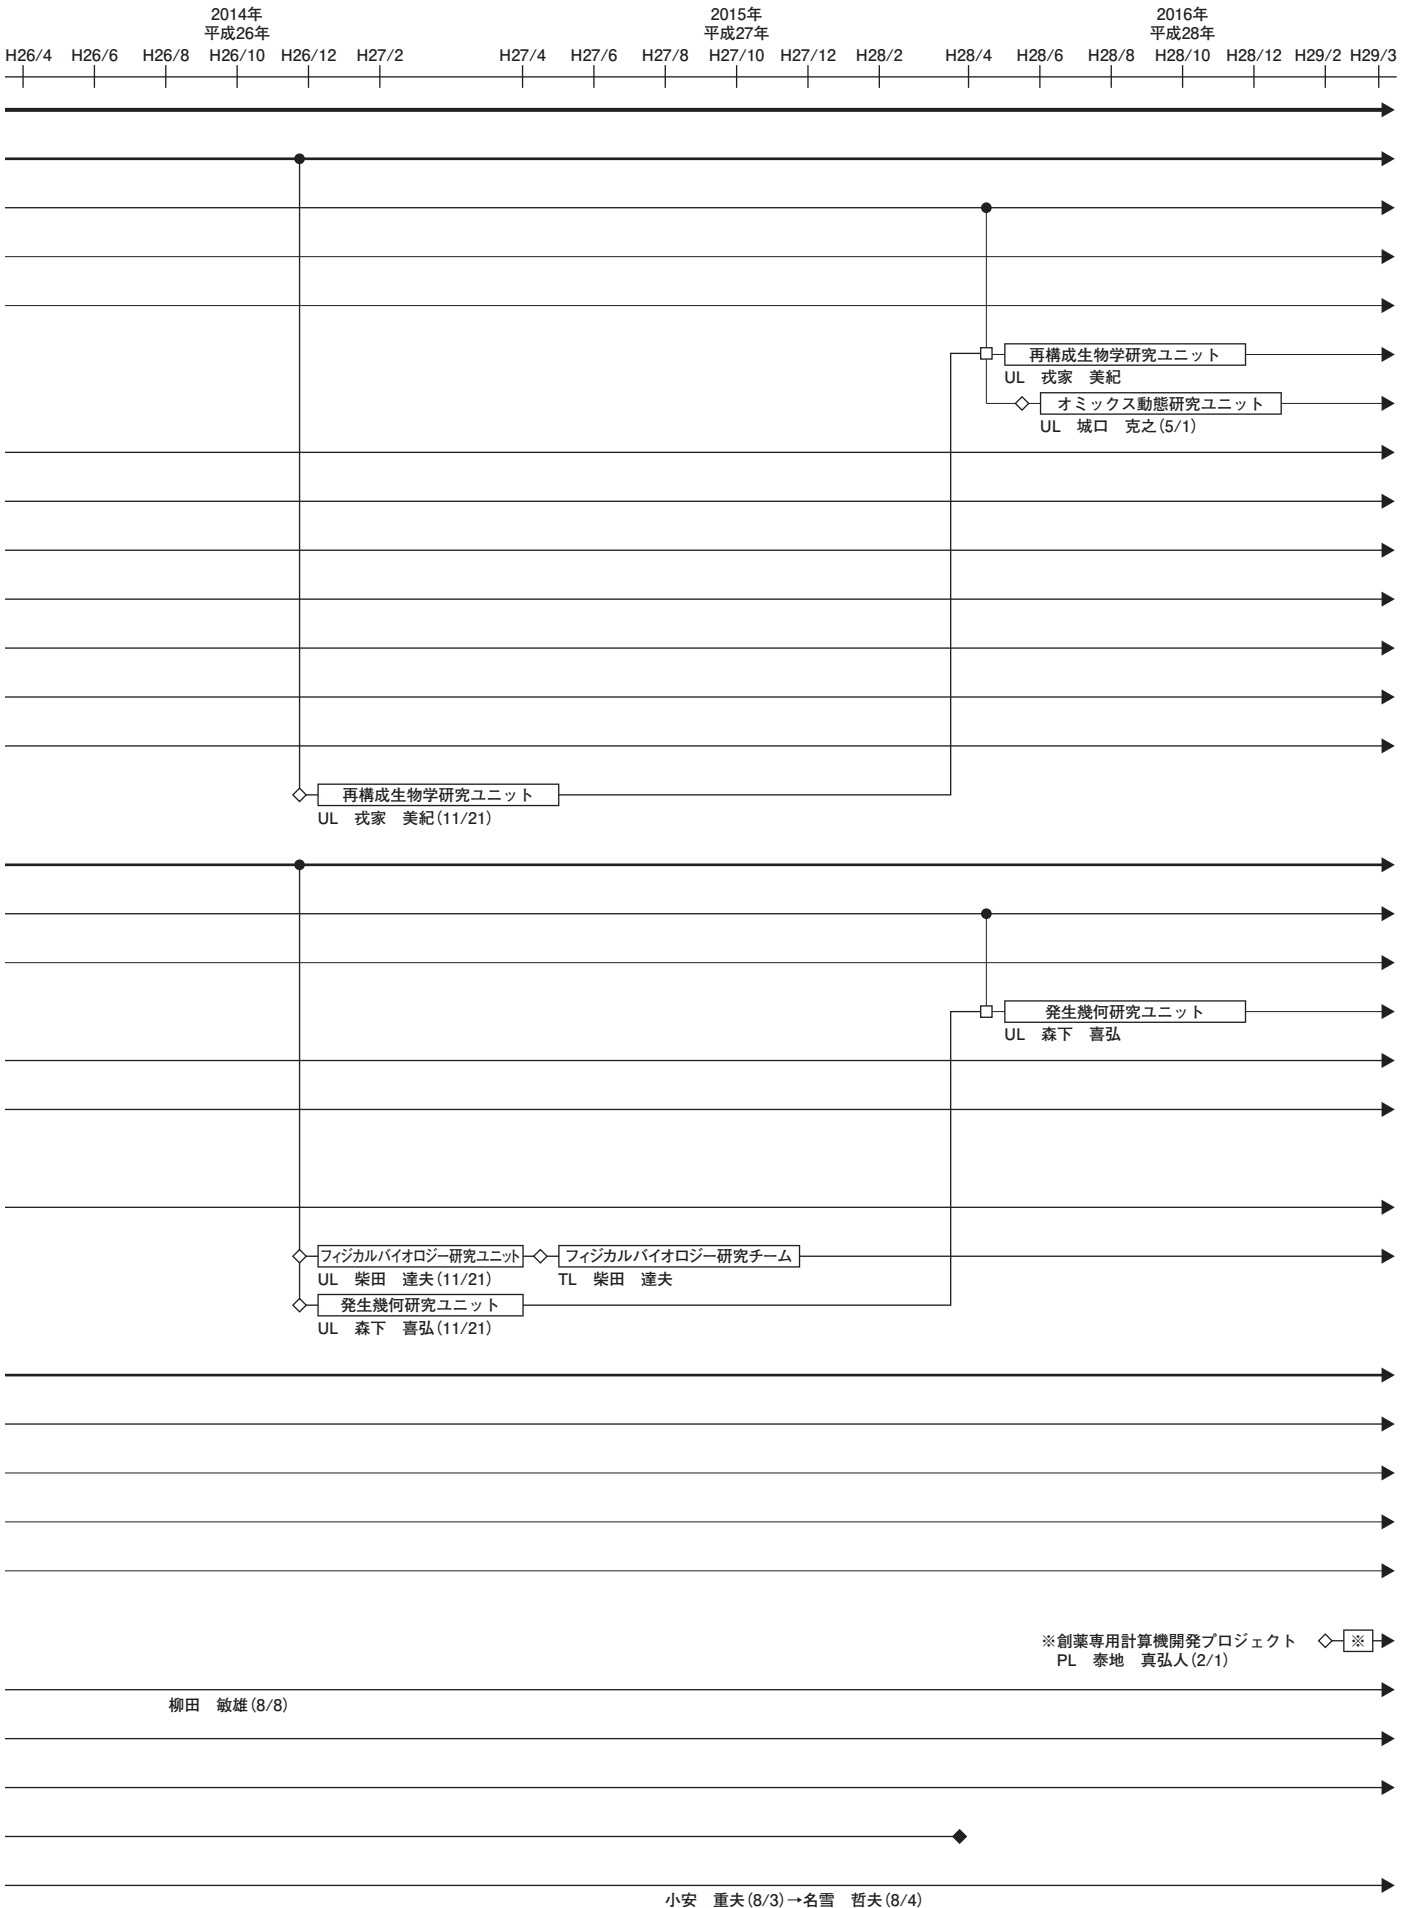 2014年 2015年 2016年
平成26年 平成27年 平成28年
H26/4 H26/6 H26/8 H26/10 H26/12 H27/2 H27/4 H27/6 H27/8 H27/10 H27/12 H28/2 H28/4 H28/6 H28/8 H28/10 H28/12 H29/2 H29/3
再構成生物学研究ユニット
UL 戎家 美紀
オミックス動態研究ユニット
UL 城口 克之(5/1)
再構成生物学研究ユニット
UL 戎家 美紀(11/21)
発生幾何研究ユニット
UL 森下 喜弘
フィジカルバイオロジー研究ユニット フィジカルバイオロジー研究チーム
UL 柴田 達夫(11/21) TL 柴田 達夫
発生幾何研究ユニット
UL 森下 喜弘(11/21)
※創薬専用計算機開発プロジェクト ※
PL 泰地 真弘人(2/1)
柳田 敏雄(8/8)
小安 重夫(8/3)→名雪 哲夫(8/4)